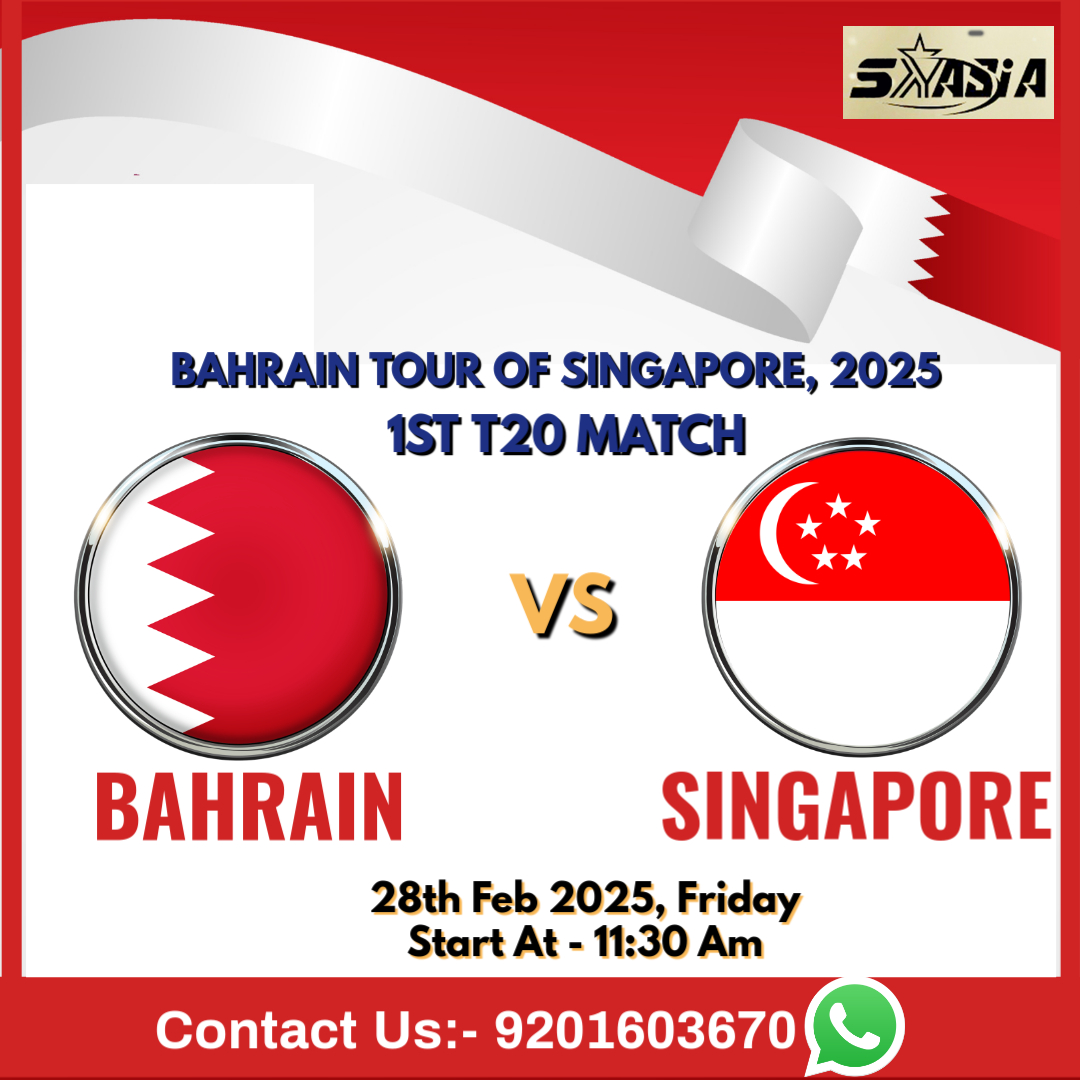 SKYASIA
BAHRAIN TOUR OF SINGAPORE, 2025
1ST T20 MATCH
VS
BAHRAIN
SINGAPORE
28th Feb 2025, Friday
Start At - 11:30 Am
Contact Us:- 9201603670